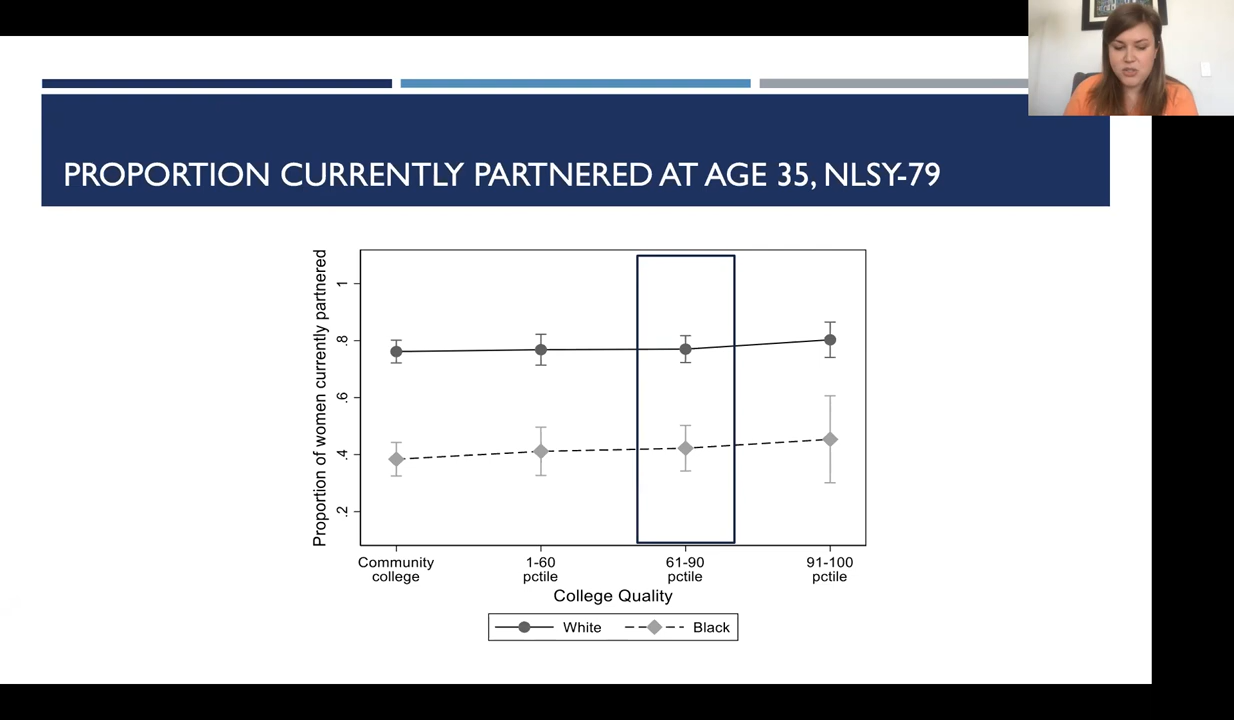 PROPORTION CURRENTLY PARTNERED AT AGE 35, NLSY-79
Proportion of women currently partnered
1
.8
.6
.4
.2
Community college
1-60 pctile
61-90 pctile
91-100 pctile
College Quality
White
Black